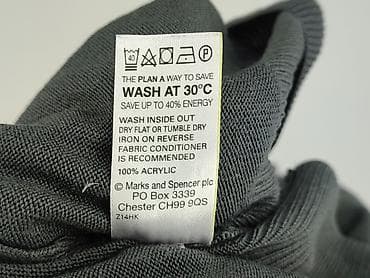 40 P
THE PLAN A WAY TO SAVE
WASH AT 30°C
SAVE UP TO 40% ENERGY
WASH INSIDE OUT
DRY FLAT OR TUMBLE DRY
IRON ON REVERSE
FABRIC CONDITIONER
IS RECOMMENDED
100% ACRYLIC
© Marks and Spencer plc
PO Box 3339
Chester CH99 9QS
Z14HK